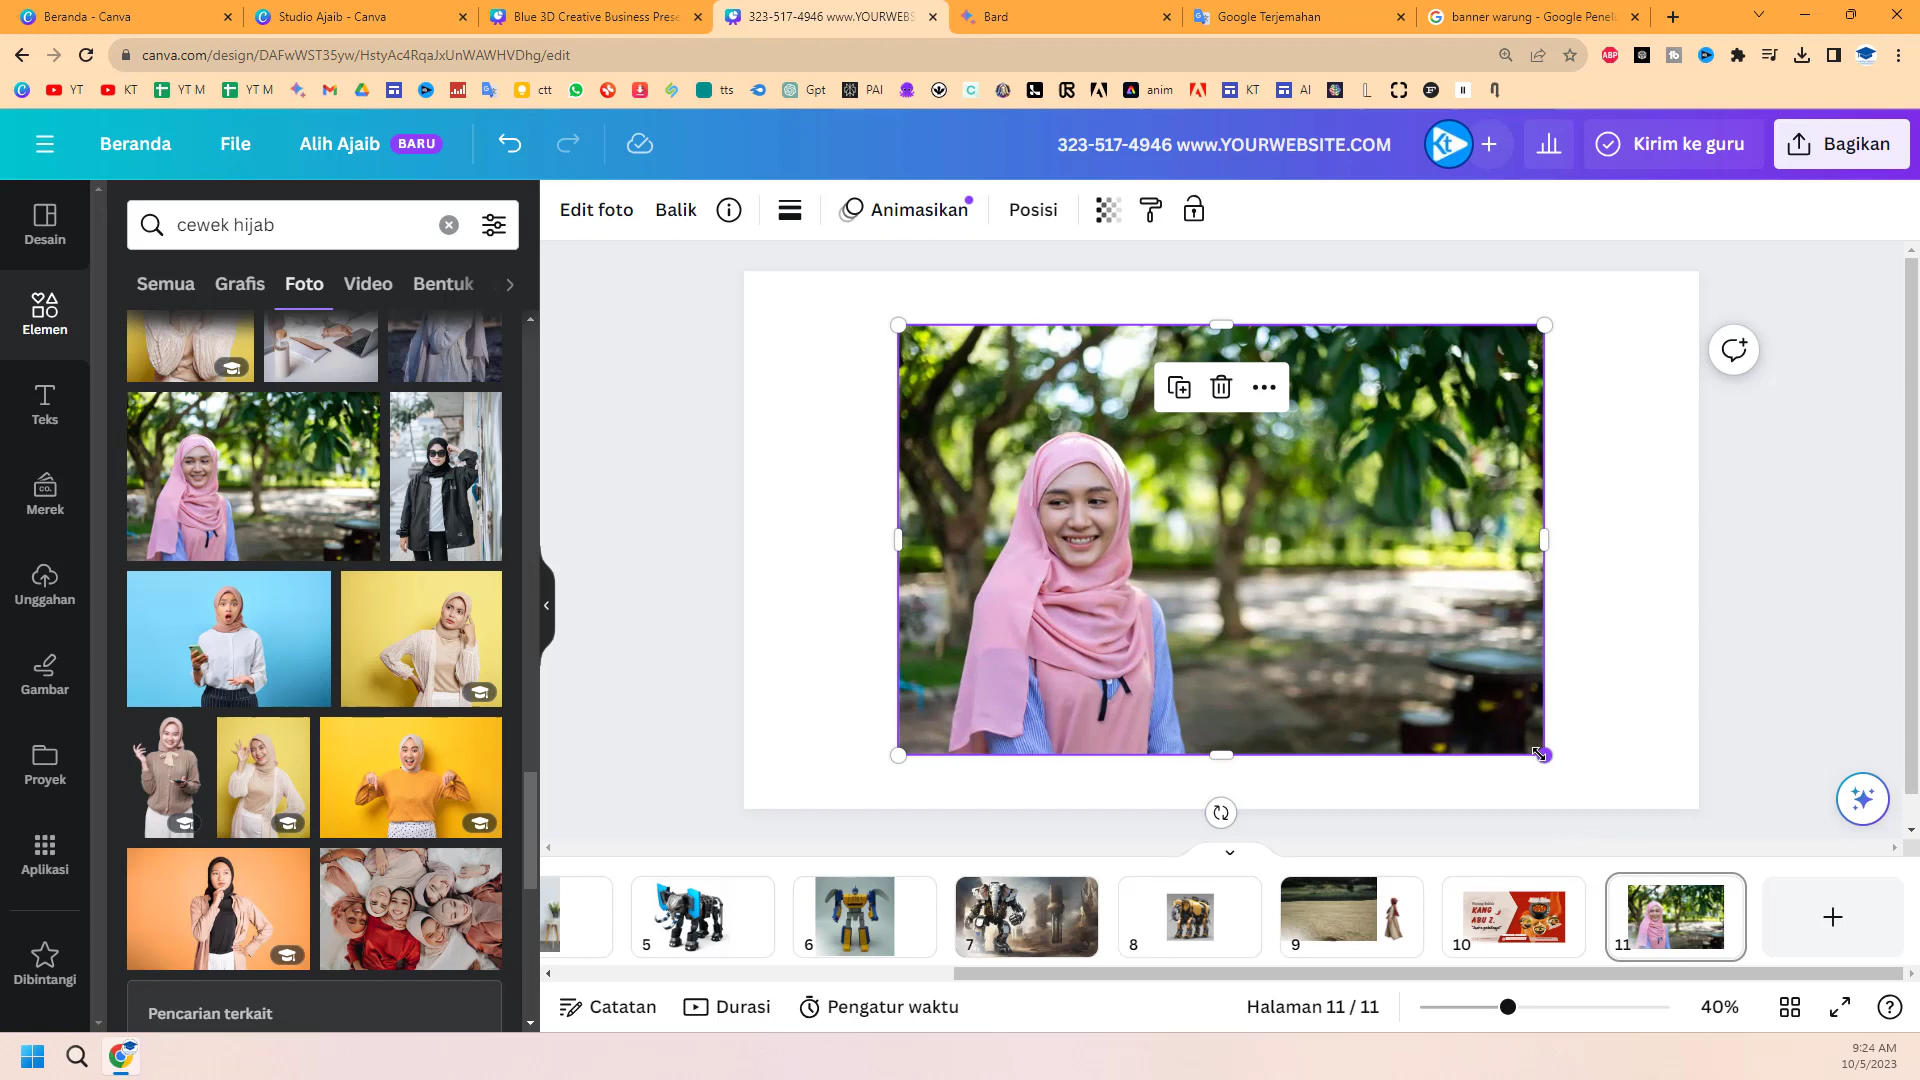 Beranda - Canva
Studio Ajaib - Canva
Blue 3D Creative Business Prese
323-517-4946 www.YOURWEBS
Bard
Google Terjemahan
banner warung - Google Penel
canva.com/design/DAFwWST35yw/HstyAc4RqaJxUnWAWHVDhg/edit
YT
KT
YT M
YT M
ctt
tts
Gpt
PAI
anim
KT
AI
Beranda
File
Alih Ajaib
BARU
323-517-4946 www.YOURWEBSITE.COM
Kt
Kirim ke guru
Bagikan
Desain
Elemen
Teks
Merek
Unggahan
Gambar
Proyek
Aplikasi
Dibintangi
cewek hijab
Semua
Grafis
Foto
Video
Bentuk
Pencarian terkait
Edit foto
Balik
Animasikan
Posisi
5
6
7
8
9
KANG
ABU Z.
10
11
Catatan
Durasi
Pengatur waktu
Halaman 11 / 11
40%
9:24 AM
10/5/2023